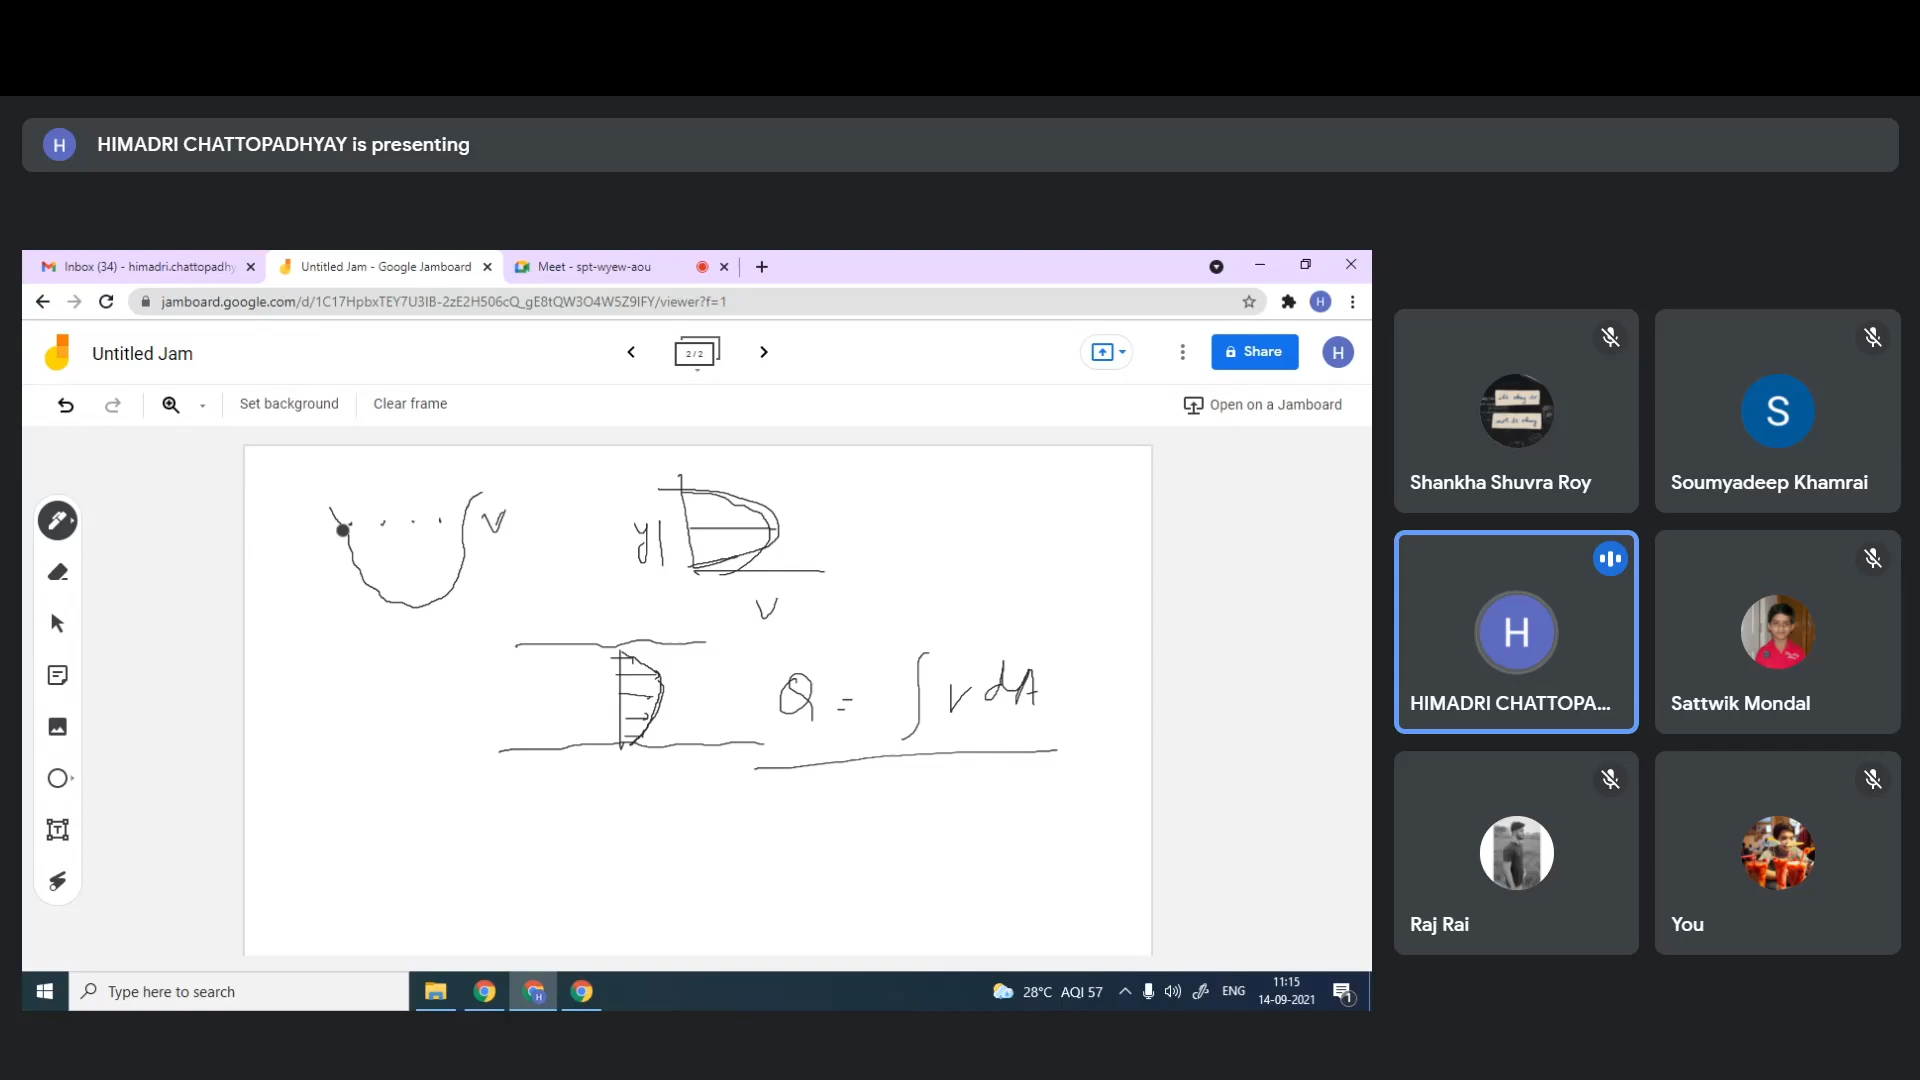 H HIMADRI CHATTOPADHYAY is presenting
Inbox (34) - himadri.chattopadhy
Untitled Jam - Google Jamboard
Meet - spt-wyew-aou
jamboard.google.com/d/1C17HpbxTEY7U3IB-2zE2H506cQ_gE8tQW3O4W5Z9IFY/viewer?f=1
H
Untitled Jam
2 / 2
Share
H
Set background
Clear frame
Open on a Jamboard
V
y
V
Q = ∫ V dA
Type here to search
H
28°C AQI 57
ENG
11:15
14-09-2021
1
Shankha Shuvra Roy
S
Soumyadeep Khamrai
H
HIMADRI CHATTOPA...
Sattwik Mondal
Raj Rai
You